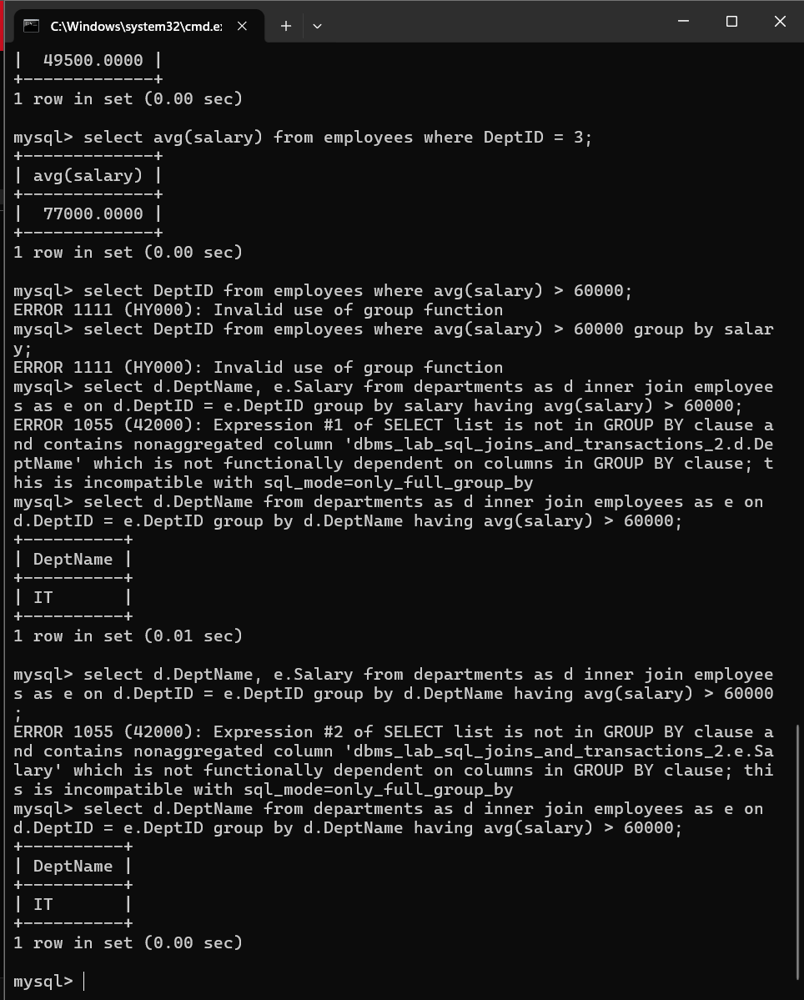 C:\Windows\system32\cmd.e:
|  49500.0000 |
+-------------+
1 row in set (0.00 sec)
mysql> select avg(salary) from employees where DeptID = 3;
+-------------+
| avg(salary) |
+-------------+
|  77000.0000 |
+-------------+
1 row in set (0.00 sec)
mysql> select DeptID from employees where avg(salary) > 60000;
ERROR 1111 (HY000): Invalid use of group function
mysql> select DeptID from employees where avg(salary) > 60000 group by salar
y;
ERROR 1111 (HY000): Invalid use of group function
mysql> select d.DeptName, e.Salary from departments as d inner join employee
s as e on d.DeptID = e.DeptID group by salary having avg(salary) > 60000;
ERROR 1055 (42000): Expression #1 of SELECT list is not in GROUP BY clause a
nd contains nonaggregated column 'dbms_lab_sql_joins_and_transactions_2.d.De
ptName' which is not functionally dependent on columns in GROUP BY clause; t
his is incompatible with sql_mode=only_full_group_by
mysql> select d.DeptName from departments as d inner join employees as e on
d.DeptID = e.DeptID group by d.DeptName having avg(salary) > 60000;
+----------+
| DeptName |
+----------+
| IT       |
+----------+
1 row in set (0.01 sec)
mysql> select d.DeptName, e.Salary from departments as d inner join employee
s as e on d.DeptID = e.DeptID group by d.DeptName having avg(salary) > 60000
;
ERROR 1055 (42000): Expression #2 of SELECT list is not in GROUP BY clause a
nd contains nonaggregated column 'dbms_lab_sql_joins_and_transactions_2.e.Sa
lary' which is not functionally dependent on columns in GROUP BY clause; thi
s is incompatible with sql_mode=only_full_group_by
mysql> select d.DeptName from departments as d inner join employees as e on
d.DeptID = e.DeptID group by d.DeptName having avg(salary) > 60000;
+----------+
| DeptName |
+----------+
| IT       |
+----------+
1 row in set (0.00 sec)
mysql>